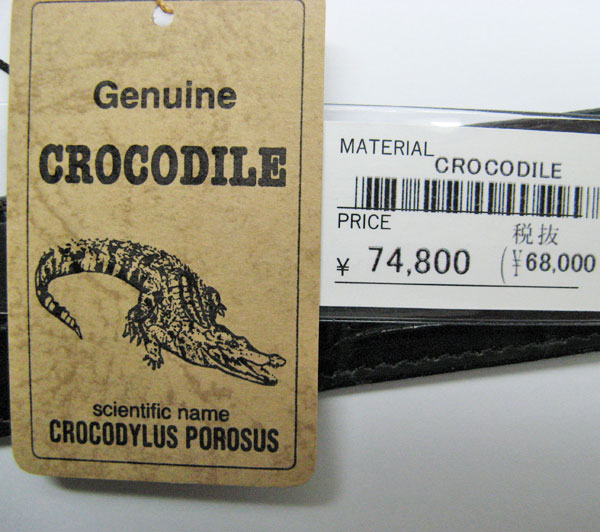 Genuine
CROCODILE
scientific name
CROCODYLUS POROSUS
MATERIAL CROCODILE
PRICE
税抜
¥ 74,800 (¥68,000